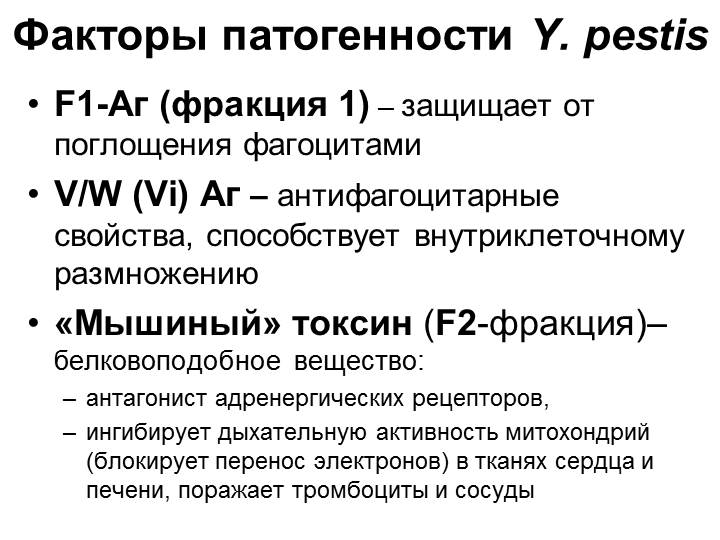 Факторы патогенности Y. pestis
• F1-Аг (фракция 1) – защищает от
поглощения фагоцитами
• V/W (Vi) Аг – антифагоцитарные
свойства, способствует внутриклеточному
размножению
• «Мышиный» токсин (F2-фракция)–
белковоподобное вещество:
– антагонист адренергических рецепторов,
– ингибирует дыхательную активность митохондрий
(блокирует перенос электронов) в тканях сердца и
печени, поражает тромбоциты и сосуды